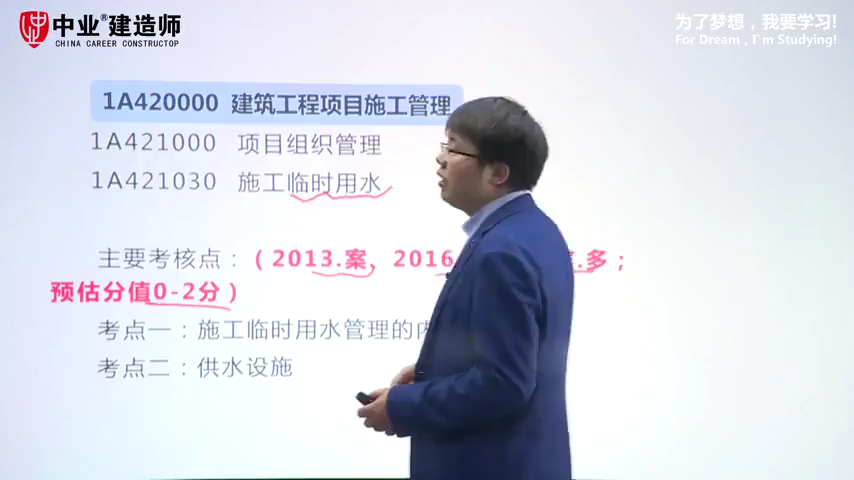 中业®建造师
CHINA CAREER CONSTRUCTOP
为了梦想，我要学习!
For Dream , I`m Studying!
1A420000 建筑工程项目施工管理
1A421000 项目组织管理
1A421030 施工临时用水
主要考核点：（2013.案，2016 .多；
预估分值0-2分）
考点一：施工临时用水管理的内
考点二：供水设施